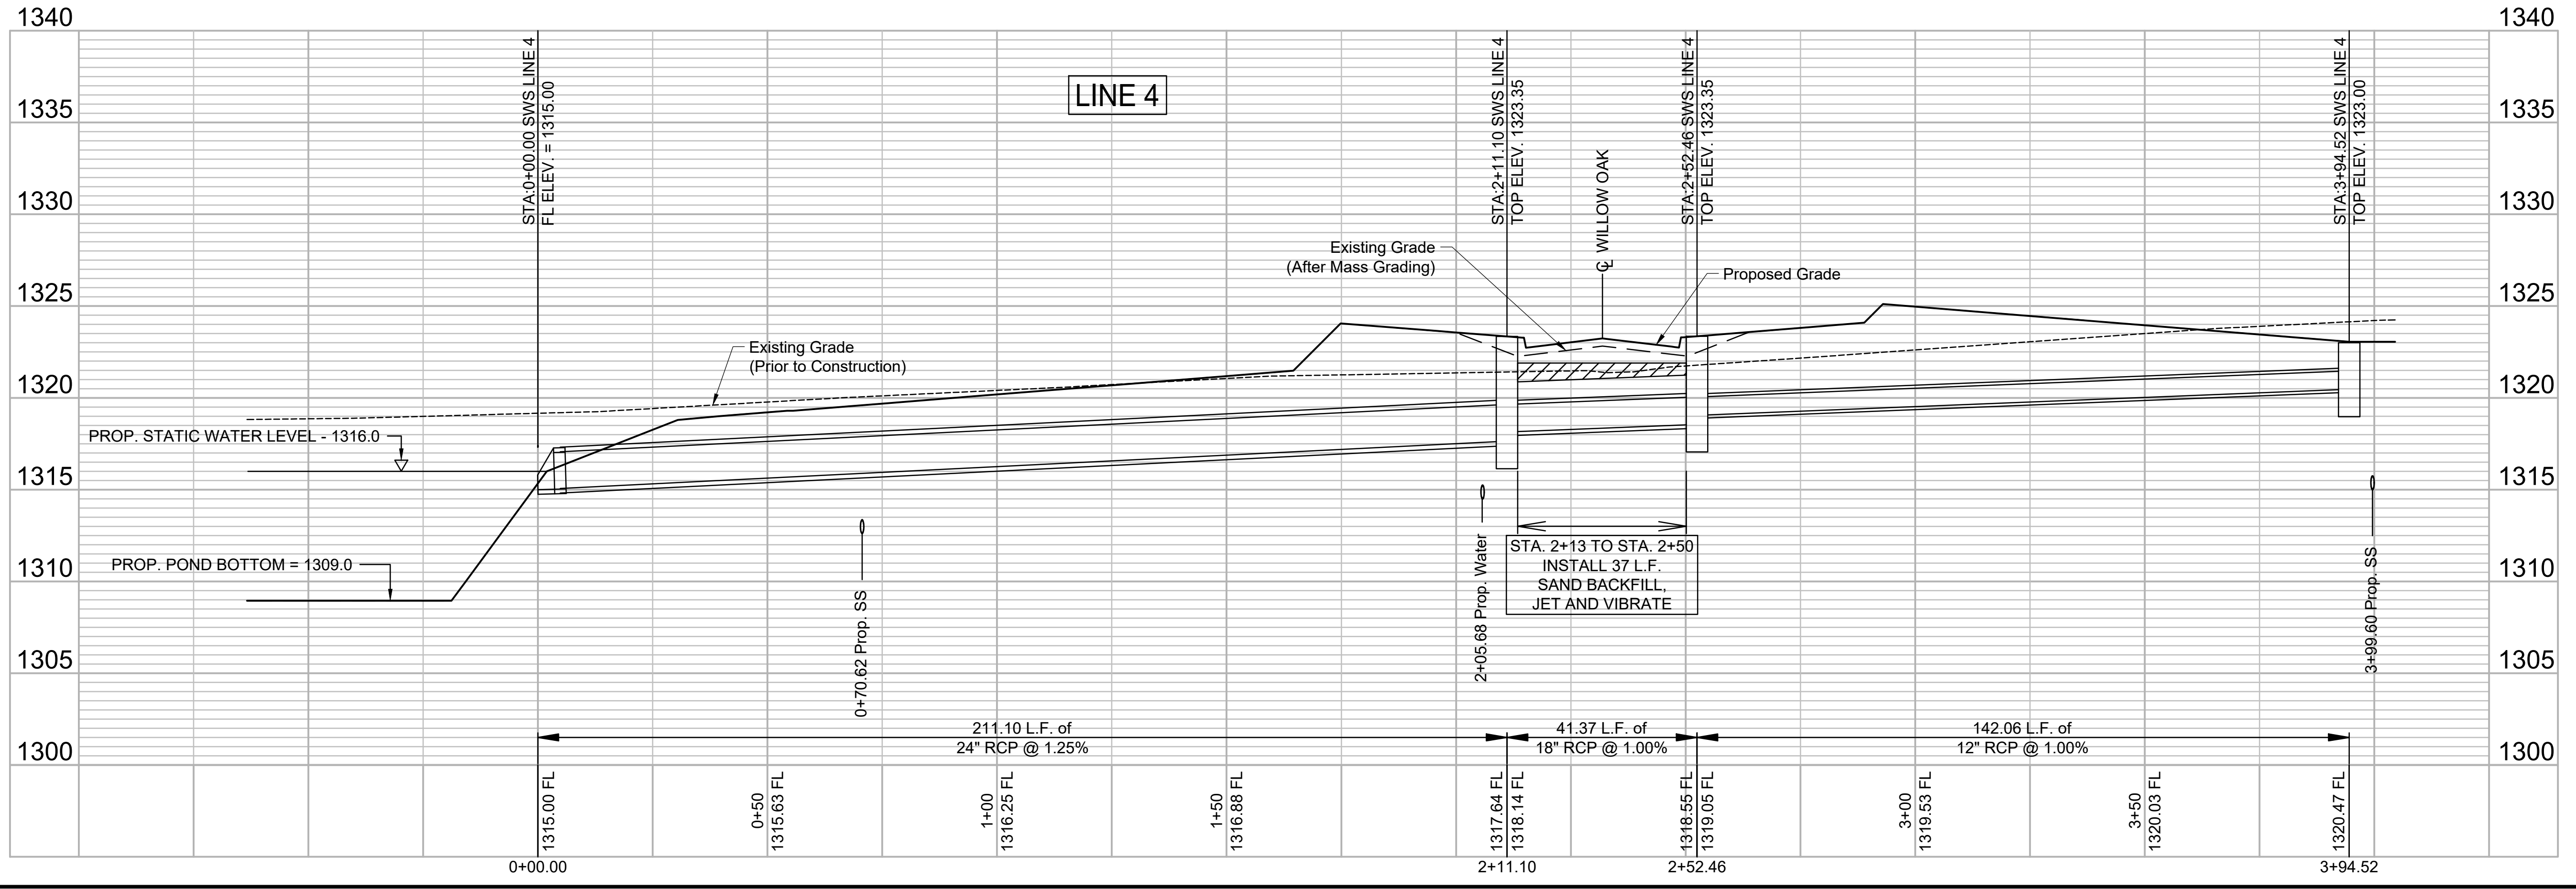 1340
1340
1335
1335
1330
1330
1325
1325
1320
1320
1315
1315
1310
1310
1305
1305
1300
1300
LINE 4
STA:0+00.00 SWS LINE 4
FL ELEV. = 1315.00
STA:2+11.10 SWS LINE 4
TOP ELEV. 1323.35
℄ WILLOW OAK
STA:2+52.46 SWS LINE 4
TOP ELEV. 1323.35
STA:3+94.52 SWS LINE 4
TOP ELEV. 1323.00
Existing Grade
(After Mass Grading)
Proposed Grade
Existing Grade
(Prior to Construction)
PROP. STATIC WATER LEVEL - 1316.0
PROP. POND BOTTOM = 1309.0
0+70.62 Prop. SS
2+05.68 Prop. Water
STA. 2+13 TO STA. 2+50
INSTALL 37 L.F.
SAND BACKFILL,
JET AND VIBRATE
3+99.60 Prop. SS
211.10 L.F. of
24" RCP @ 1.25%
41.37 L.F. of
18" RCP @ 1.00%
142.06 L.F. of
12" RCP @ 1.00%
1315.00 FL
0+50
1315.63 FL
1+00
1316.25 FL
1+50
1316.88 FL
1317.64 FL
1318.14 FL
1318.55 FL
1319.05 FL
3+00
1319.53 FL
3+50
1320.03 FL
1320.47 FL
0+00.00
2+11.10
2+52.46
3+94.52